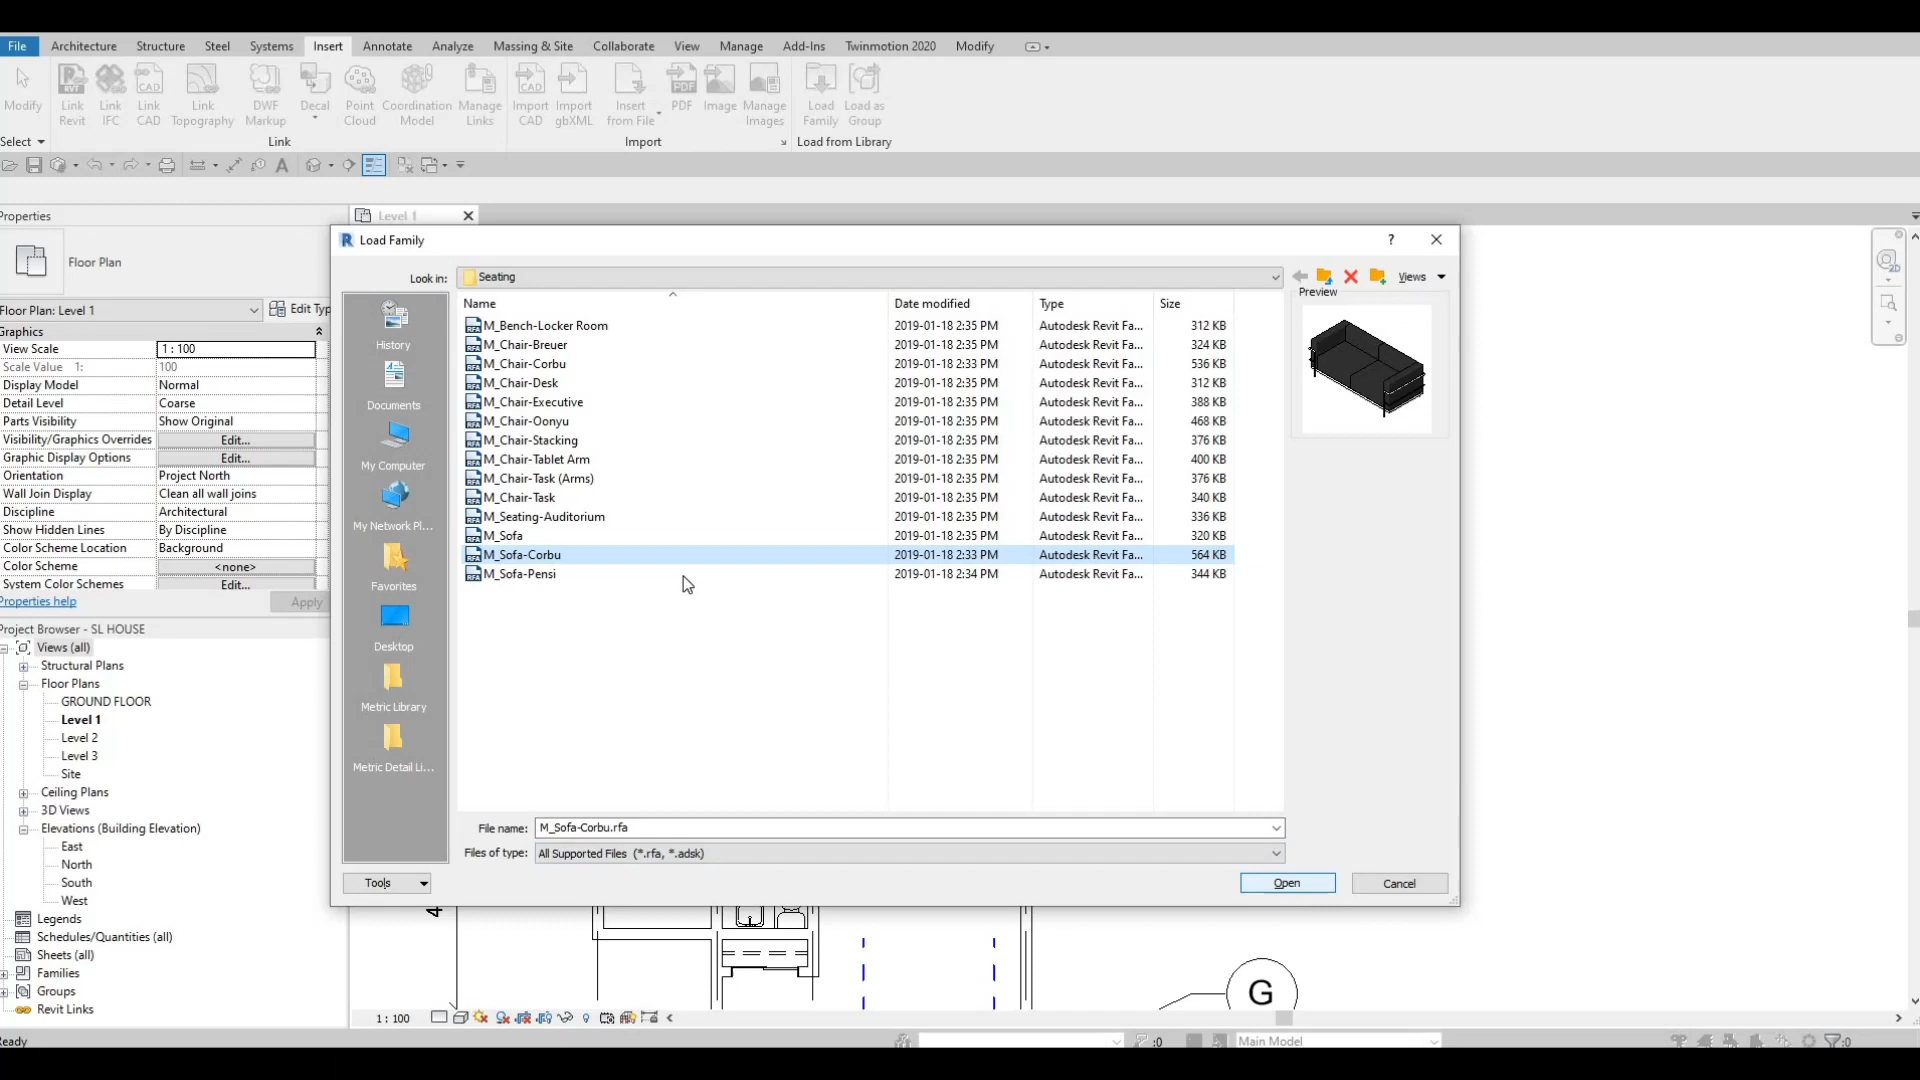 File Architecture Structure Steel Systems Insert Annotate Analyze Massing & Site Collaborate View Manage Add-Ins Twinmotion 2020 Modify
Modify Link Revit Link IFC Link CAD Link Topography DWF Markup Decal Point Cloud Coordination Model Manage Links Import CAD Import gbXML Insert from File PDF Image Manage Images Load Family Load as Group
Select Link Import Load from Library
Properties Level 1
Load Family
Floor Plan
Look in: Seating Views
Preview
Name Date modified Type Size
Floor Plan: Level 1 Edit Typ
Graphics
View Scale 1 : 100
Scale Value 1: 100
Display Model Normal
Detail Level Coarse
Parts Visibility Show Original
Visibility/Graphics Overrides Edit...
Graphic Display Options Edit...
Orientation Project North
Wall Join Display Clean all wall joins
Discipline Architectural
Show Hidden Lines By Discipline
Color Scheme Location Background
Color Scheme <none>
System Color Schemes Edit...
Properties help Apply
History
Documents
My Computer
My Network Pl...
Favorites
Desktop
Metric Library
Metric Detail Li...
M_Bench-Locker Room 2019-01-18 2:35 PM Autodesk Revit Fa... 312 KB
M_Chair-Breuer 2019-01-18 2:35 PM Autodesk Revit Fa... 324 KB
M_Chair-Corbu 2019-01-18 2:33 PM Autodesk Revit Fa... 536 KB
M_Chair-Desk 2019-01-18 2:35 PM Autodesk Revit Fa... 312 KB
M_Chair-Executive 2019-01-18 2:35 PM Autodesk Revit Fa... 388 KB
M_Chair-Oonyu 2019-01-18 2:35 PM Autodesk Revit Fa... 468 KB
M_Chair-Stacking 2019-01-18 2:35 PM Autodesk Revit Fa... 376 KB
M_Chair-Tablet Arm 2019-01-18 2:35 PM Autodesk Revit Fa... 400 KB
M_Chair-Task (Arms) 2019-01-18 2:35 PM Autodesk Revit Fa... 376 KB
M_Chair-Task 2019-01-18 2:35 PM Autodesk Revit Fa... 340 KB
M_Seating-Auditorium 2019-01-18 2:35 PM Autodesk Revit Fa... 336 KB
M_Sofa 2019-01-18 2:35 PM Autodesk Revit Fa... 320 KB
M_Sofa-Corbu 2019-01-18 2:33 PM Autodesk Revit Fa... 564 KB
M_Sofa-Pensi 2019-01-18 2:34 PM Autodesk Revit Fa... 344 KB
File name: M_Sofa-Corbu.rfa
Files of type: All Supported Files (*.rfa, *.adsk)
Tools Open Cancel
Project Browser - SL HOUSE
Views (all)
Structural Plans
Floor Plans
GROUND FLOOR
Level 1
Level 2
Level 3
Site
Ceiling Plans
3D Views
Elevations (Building Elevation)
East
North
South
West
Legends
Schedules/Quantities (all)
Sheets (all)
Families
Groups
Revit Links
4
G
1 : 100
eady :0 Main Model :0